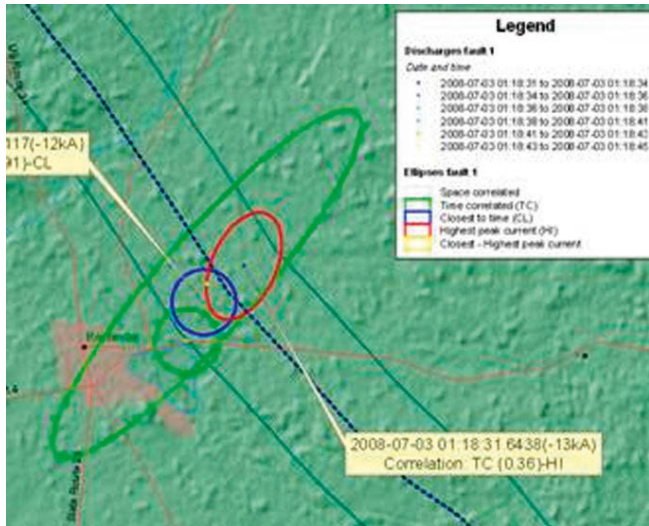 Legend
Discharges fault 1
Date and time
2008-07-03 01:18:31 to 2008-07-03 01:18:34
2008-07-03 01:18:34 to 2008-07-03 01:18:36
2008-07-03 01:18:36 to 2008-07-03 01:18:38
2008-07-03 01:18:38 to 2008-07-03 01:18:41
2008-07-03 01:18:41 to 2008-07-03 01:18:43
2008-07-03 01:18:43 to 2008-07-03 01:18:45
Ellipses fault 1
Space correlated
Time correlated (TC)
Closest to time (CL)
Highest peak current (HI)
Closest - Highest peak current
117(-12kA)
91)-CL
2008-07-03 01:18:31.6438(-13kA)
Correlation: TC (0.36)-HI
State Route